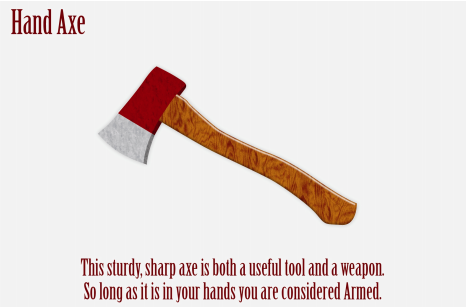 Hand Axe
This sturdy, sharp axe is both a useful tool and a weapon.
So long as it is in your hands you are considered Armed.